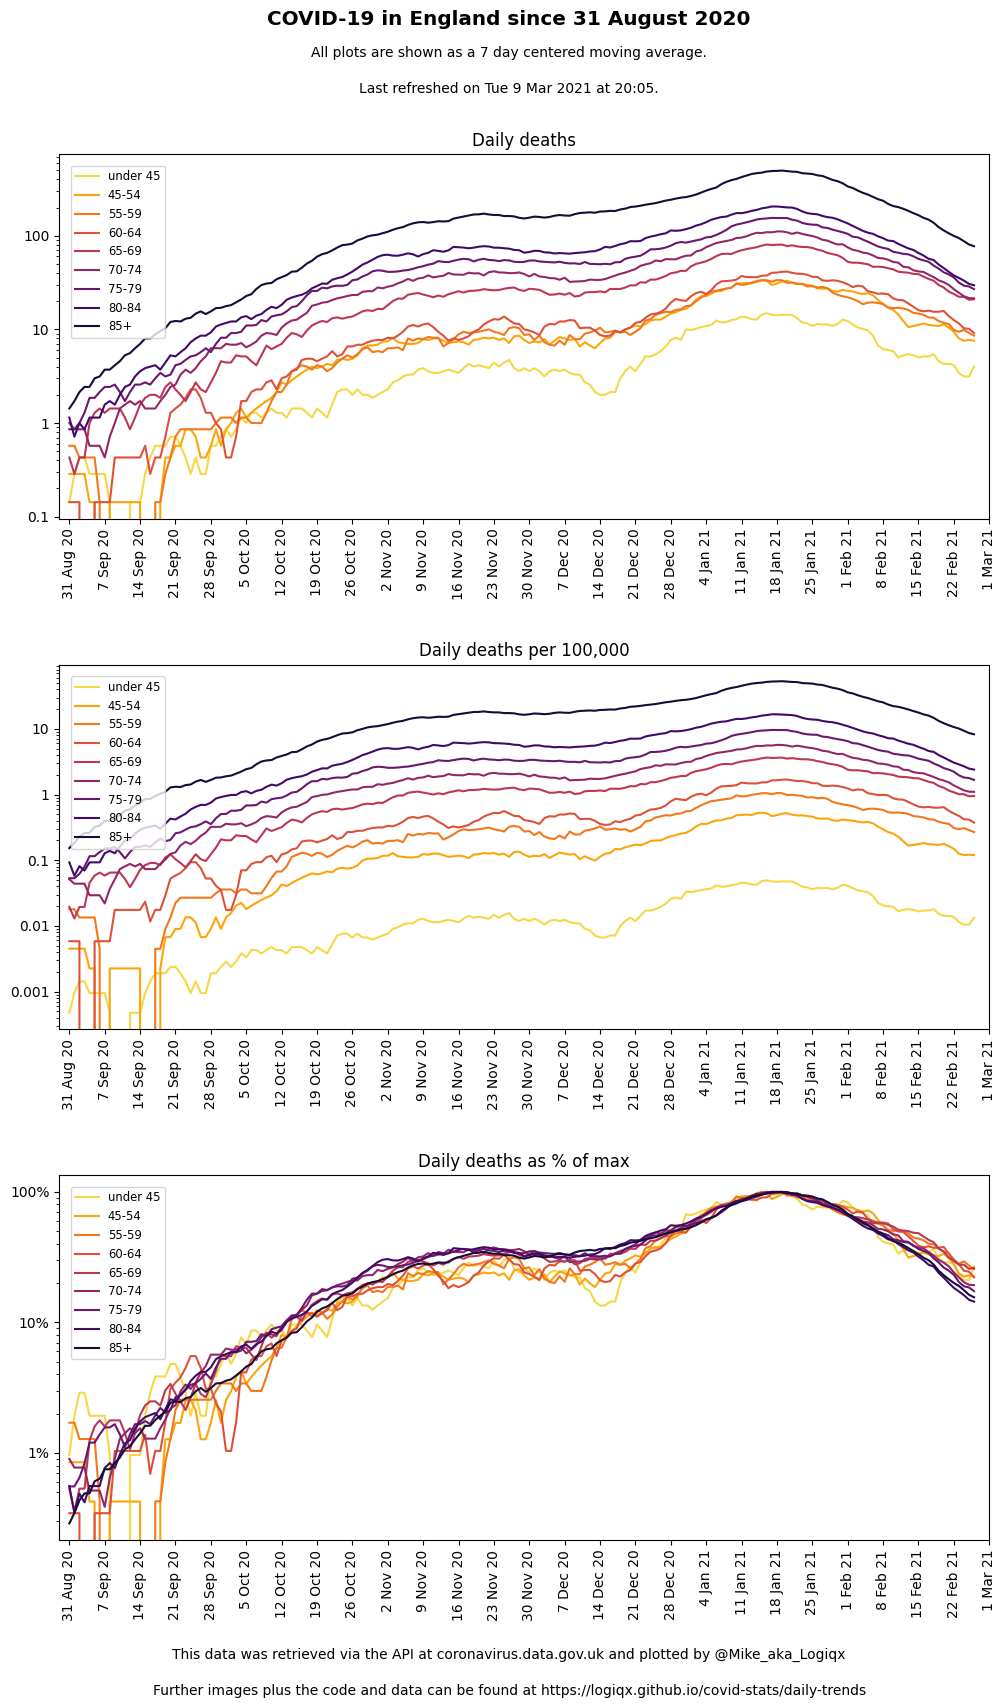 COVID-19 in England since 31 August 2020
All plots are shown as a 7 day centered moving average.
Last refreshed on Tue 9 Mar 2021 at 20:05.
Daily deaths
under 45
45-54
55-59
60-64
65-69
70-74
75-79
80-84
85+
100
10
1
0.1
31 Aug 20
7 Sep 20
14 Sep 20
21 Sep 20
28 Sep 20
5 Oct 20
12 Oct 20
19 Oct 20
26 Oct 20
2 Nov 20
9 Nov 20
16 Nov 20
23 Nov 20
30 Nov 20
7 Dec 20
14 Dec 20
21 Dec 20
28 Dec 20
4 Jan 21
11 Jan 21
18 Jan 21
25 Jan 21
1 Feb 21
8 Feb 21
15 Feb 21
22 Feb 21
1 Mar 21
Daily deaths per 100,000
under 45
45-54
55-59
60-64
65-69
70-74
75-79
80-84
85+
10
1
0.1
0.01
0.001
31 Aug 20
7 Sep 20
14 Sep 20
21 Sep 20
28 Sep 20
5 Oct 20
12 Oct 20
19 Oct 20
26 Oct 20
2 Nov 20
9 Nov 20
16 Nov 20
23 Nov 20
30 Nov 20
7 Dec 20
14 Dec 20
21 Dec 20
28 Dec 20
4 Jan 21
11 Jan 21
18 Jan 21
25 Jan 21
1 Feb 21
8 Feb 21
15 Feb 21
22 Feb 21
1 Mar 21
Daily deaths as % of max
under 45
45-54
55-59
60-64
65-69
70-74
75-79
80-84
85+
100%
10%
1%
31 Aug 20
7 Sep 20
14 Sep 20
21 Sep 20
28 Sep 20
5 Oct 20
12 Oct 20
19 Oct 20
26 Oct 20
2 Nov 20
9 Nov 20
16 Nov 20
23 Nov 20
30 Nov 20
7 Dec 20
14 Dec 20
21 Dec 20
28 Dec 20
4 Jan 21
11 Jan 21
18 Jan 21
25 Jan 21
1 Feb 21
8 Feb 21
15 Feb 21
22 Feb 21
1 Mar 21
This data was retrieved via the API at coronavirus.data.gov.uk and plotted by @Mike_aka_Logiqx
Further images plus the code and data can be found at https://logiqx.github.io/covid-stats/daily-trends